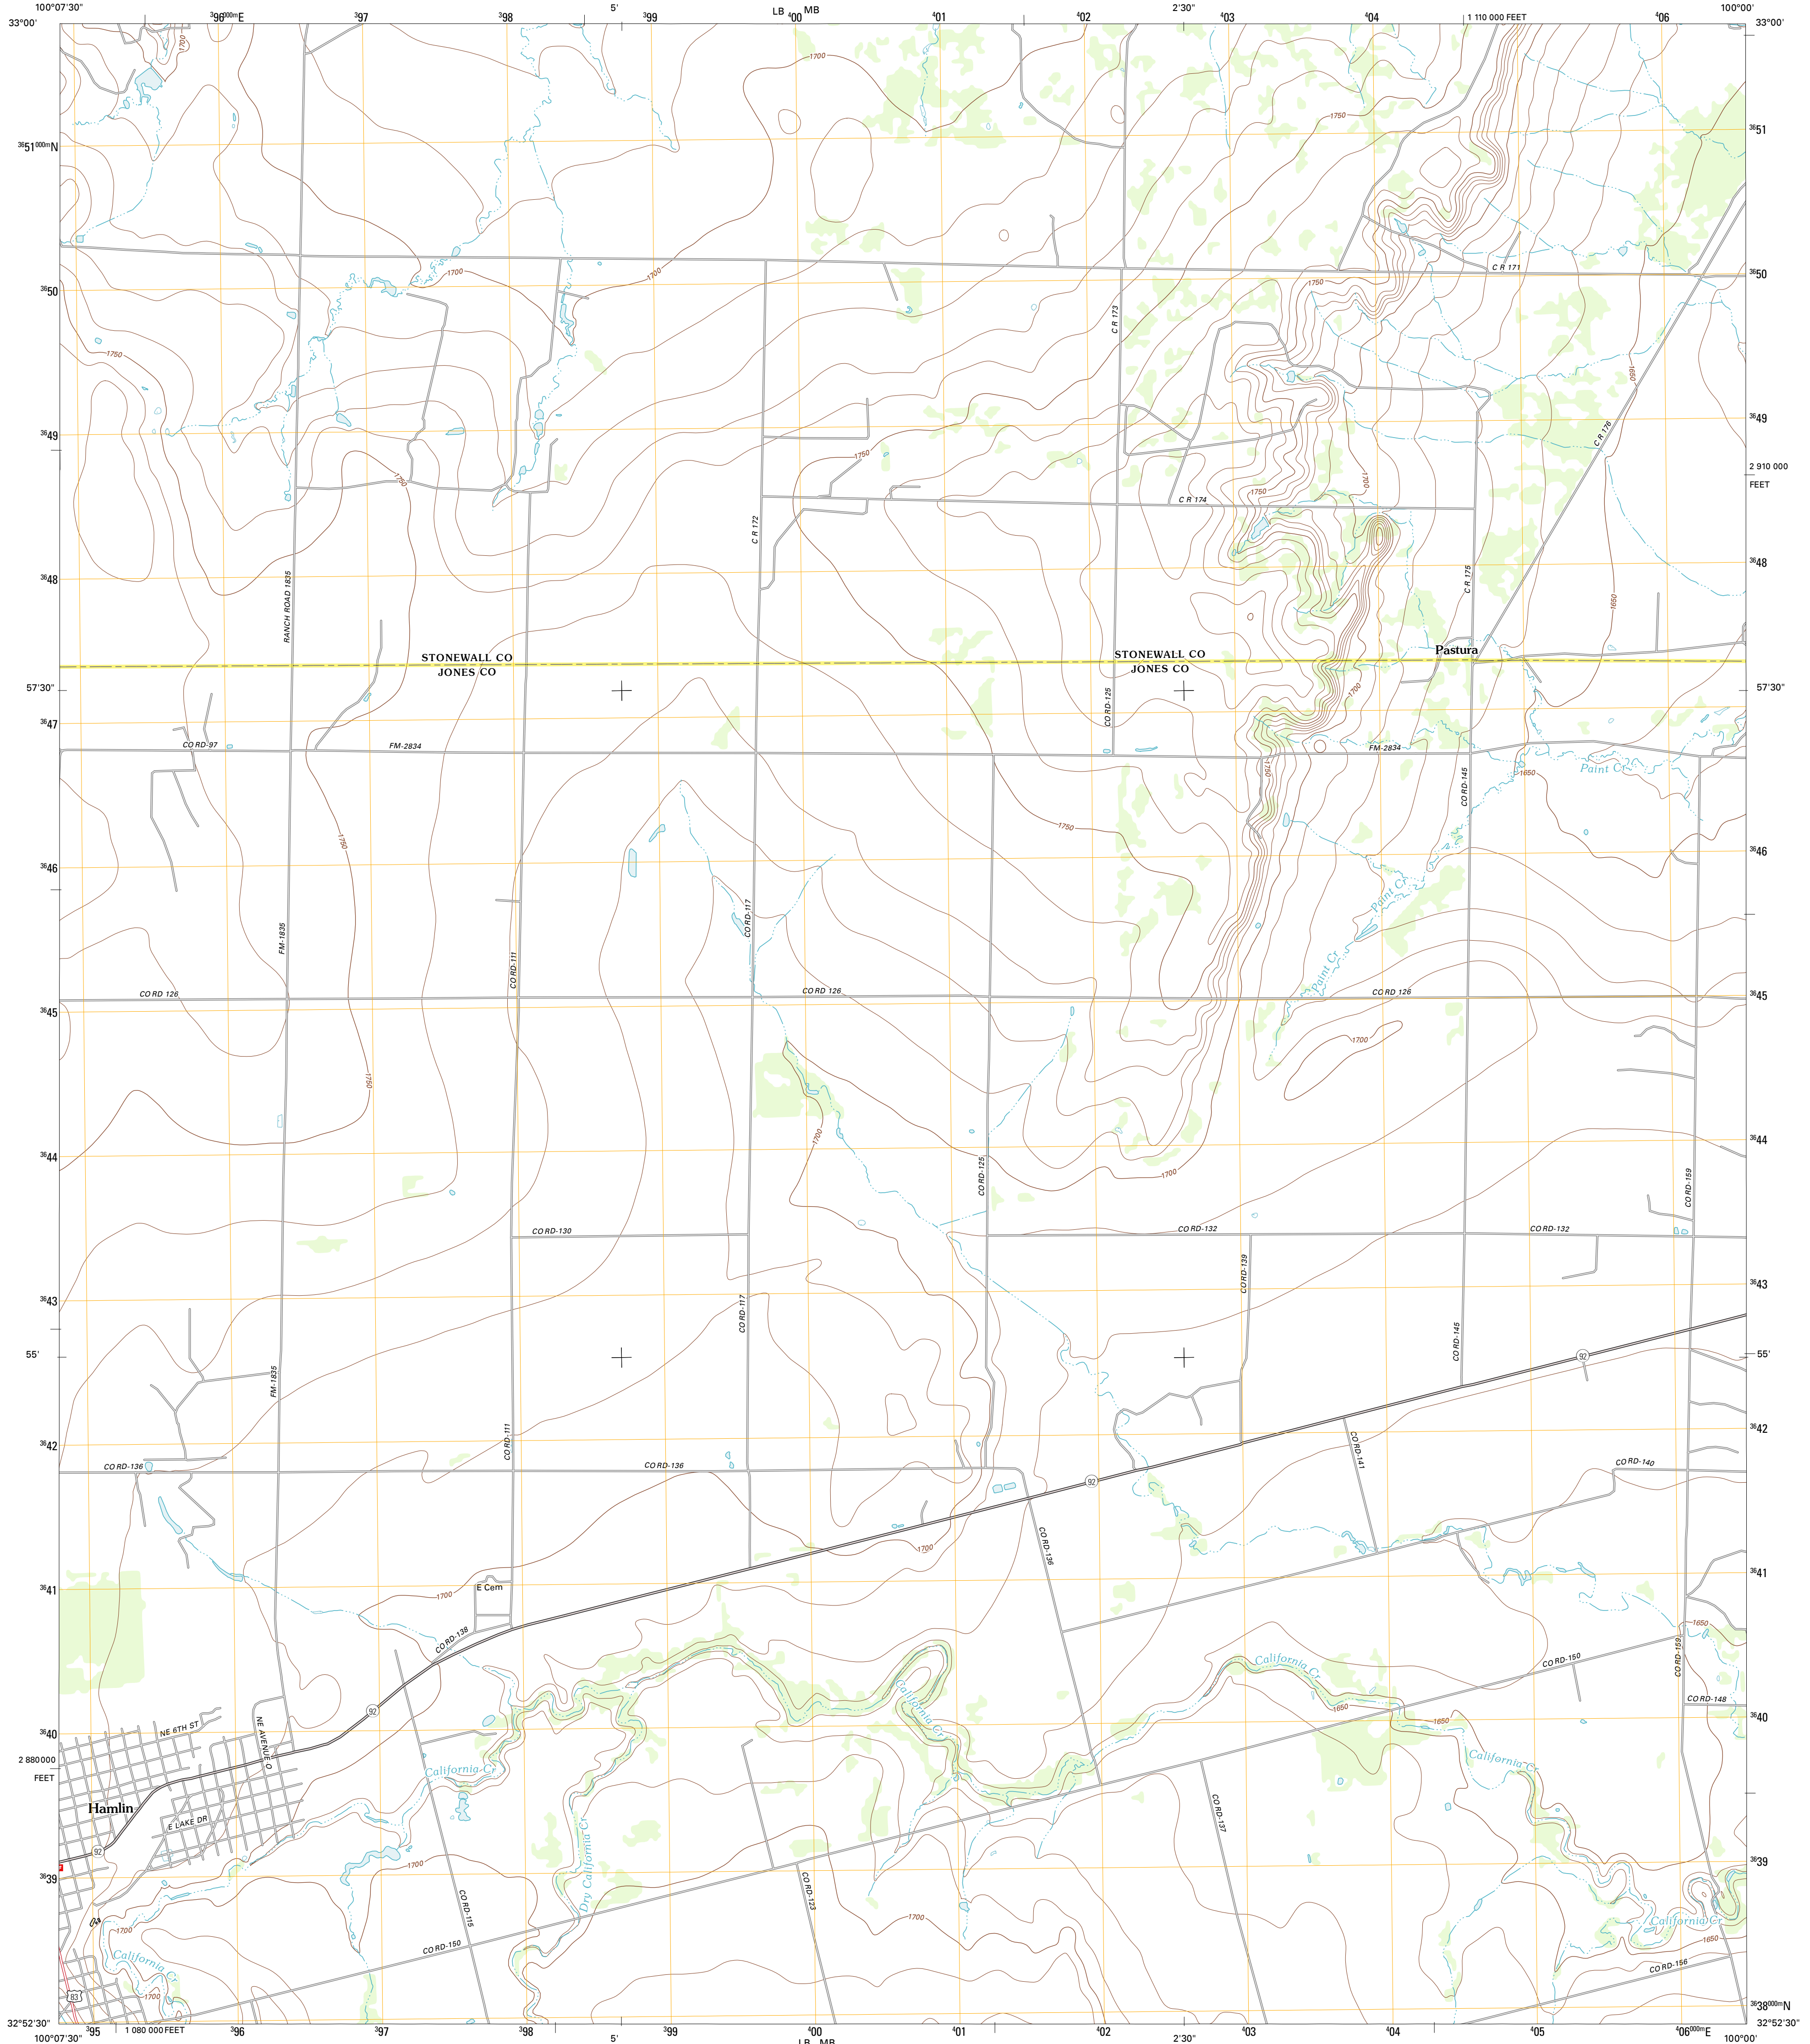 100°07'30"
396000mE
397
398
5'
399
LB MB
400
401
402
2'30"
403
404
1 110 000 FEET
406
100°00'
33°00'
33°00'
1700
1700
1750
3651000mN
3651
1700
1700
C R 171
3650
1750
3650
C R 173
1750
1650
3649
3649
1750
1750
1750
1700
C R 176
2 910 000
FEET
C R 174
C R 172
3648
3648
RANCH ROAD 1835
C R 175
1650
STONEWALL CO
JONES CO
STONEWALL CO
JONES CO
Pastura
57'30"
57'30"
1700
CO RD-125
3647
3647
CO RD-97
FM-2834
FM-2834
1750
Paint Cr
1650
CO RD-145
1750
1750
3646
3646
Paint Cr
CO RD-117
FM-1835
CO RD-111
Paint Cr
CO RD 126
CO RD 126
CO RD 126
3645
3645
1700
1750
1700
3644
3644
CO RD-125
1700
CO RD-159
CO RD-130
CO RD-132
CO RD-132
CO RD-139
3643
3643
CO RD-117
CO RD-145
55'
55'
92
FM-1835
CO RD-111
3642
3642
CO RD-141
CO RD-136
CO RD-136
CO RD-140
92
CO RD-136
1700
3641
3641
E Cem
1700
1650
CO RD-138
CO RD-159
California Cr
CO RD-150
California Cr
CO RD-148
1650
1650
92
NE 6TH ST
NE AVENUE O
3640
3640
2 880 000
FEET
California Cr
California Cr
Hamlin
E LAKE DR
CO RD-137
Dry California Cr
92
3639
3639
1700
CO RD-115
CO RD-123
1700
1700
California Cr
1650
CO RD-150
California Cr
CO RD-156
1700
83
3638000mN
32°52'30"
32°52'30"
395
1 080 000 FEET
396
397
398
5'
399
400
401
402
2'30"
403
404
405
406000mE
100°07'30"
LB MB
100°00'